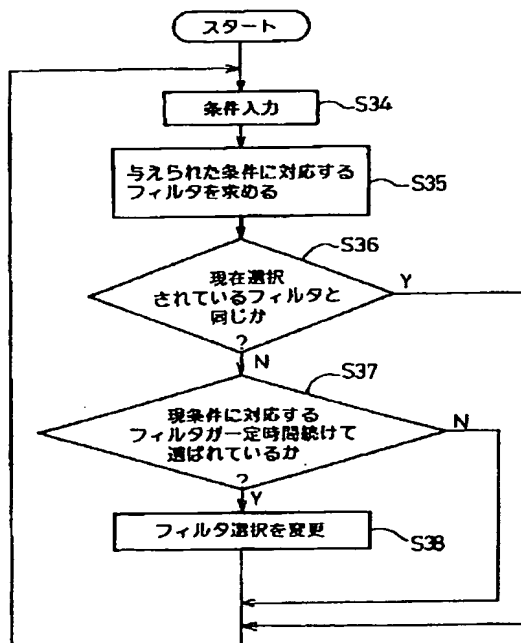 スタート
条件入力
S34
与えられた条件に対応する
フィルタを求める
S35
S36
現在選択
されているフィルタと
同じか
?
Y
N
S37
現条件に対応する
フィルタが一定時間続けて
選ばれているか
?
N
Y
フィルタ選択を変更
S38